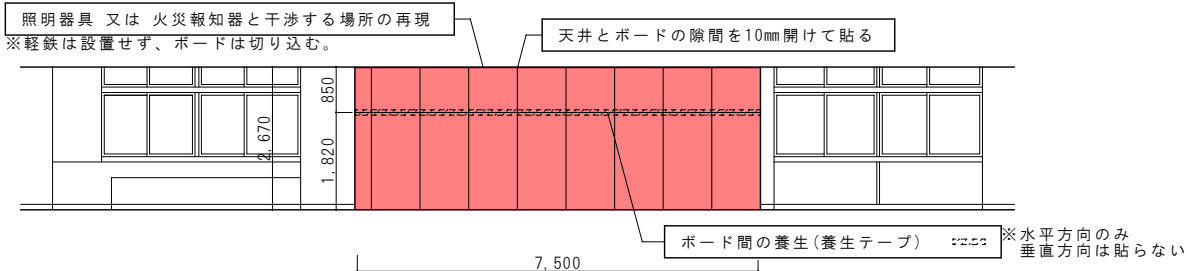 照明器具 又は 火災報知器と干渉する場所の再現
※軽鉄は設置せず、ボードは切り込む。
天井とボードの隙間を10㎜開けて貼る
850
2,670
1,820
ボード間の養生(養生テープ)
※水平方向のみ
垂直方向は貼らない
7,500